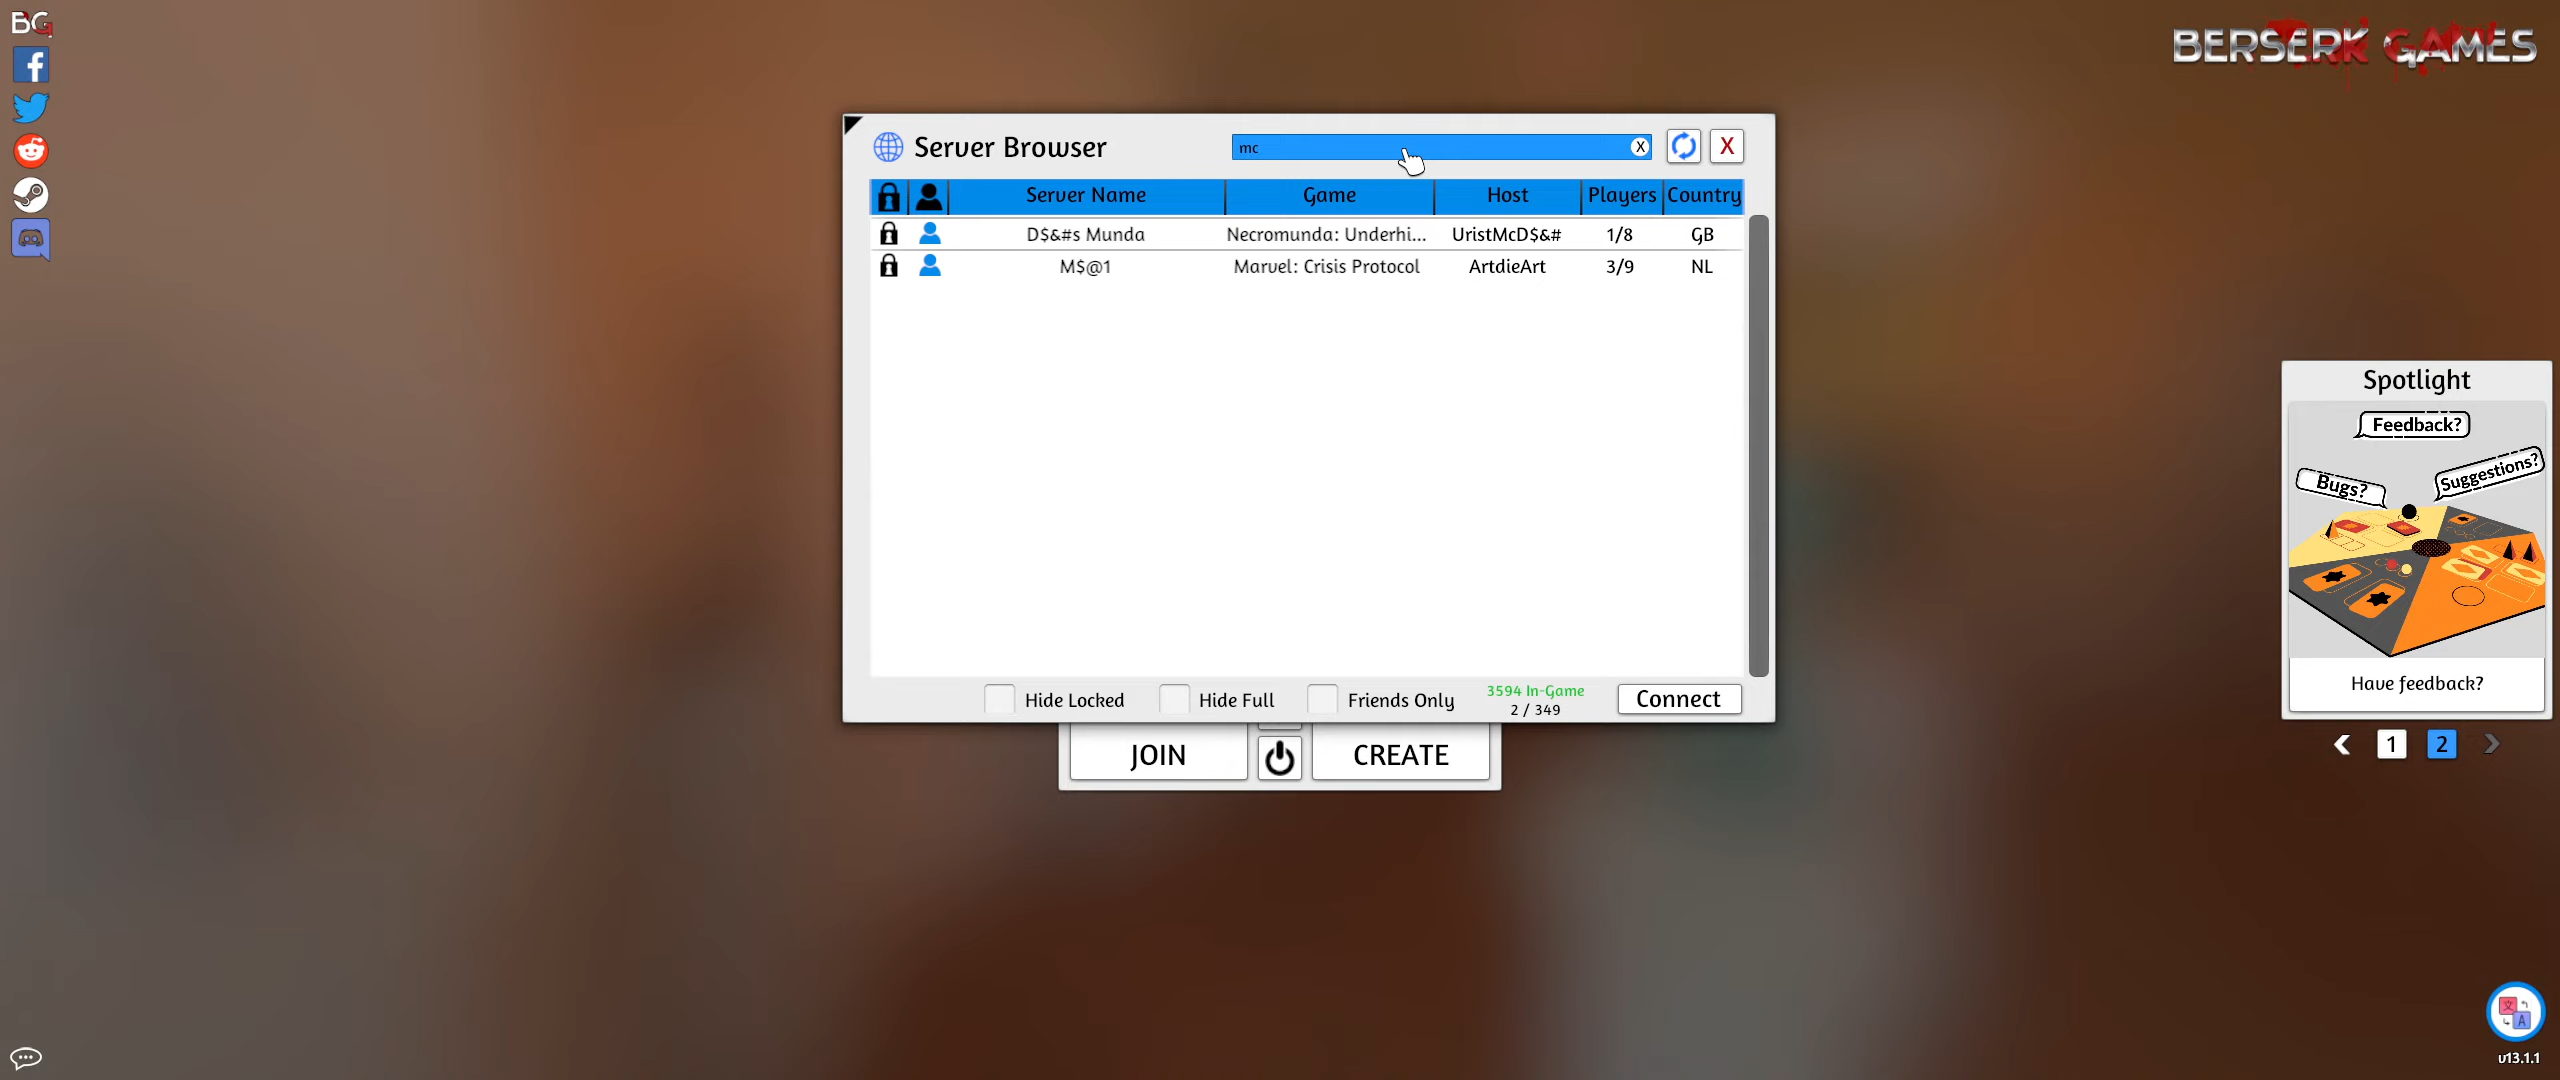 BG
BERSERK GAMES
Server Browser
mc
X
X
Server Name Game Host Players Country
D$&#s Munda Necromunda: Underhi... UristMcD$&# 1/8 GB
M$@1 Marvel: Crisis Protocol ArtdieArt 3/9 NL
Hide Locked
Hide Full
Friends Only
3594 In-Game
2 / 349
Connect
JOIN
CREATE
Spotlight
Feedback?
Bugs?
Suggestions?
Have feedback?
1 2
文
A
v13.1.1